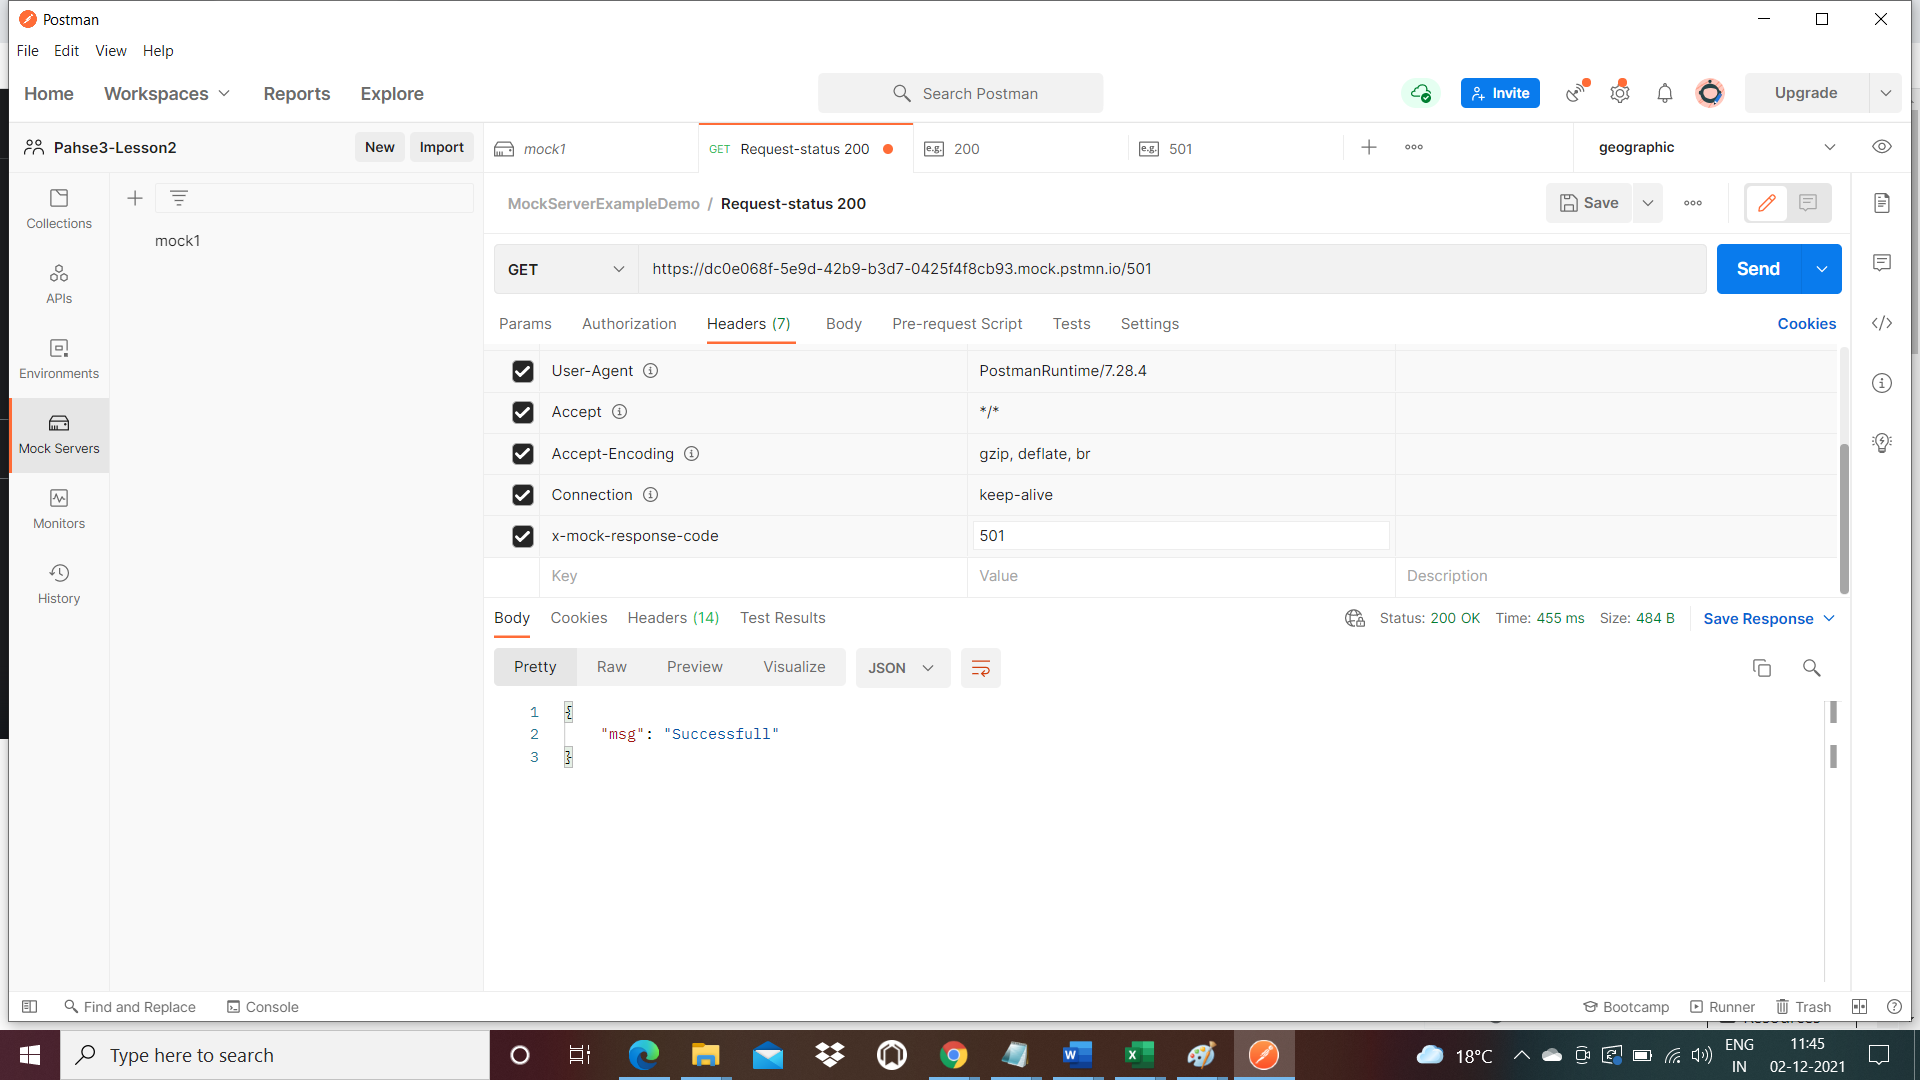 Postman
File Edit View Help
Home Workspaces Reports Explore Search Postman Invite Upgrade
Pahse3-Lesson2 New Import mock1 GET Request-status 200 e.g. 200 e.g. 501 geographic
Collections
APIs
Environments
Mock Servers
Monitors
History
mock1
MockServerExampleDemo / Request-status 200 Save
GET https://dc0e068f-5e9d-42b9-b3d7-0425f4f8cb93.mock.pstmn.io/501 Send
Params Authorization Headers (7) Body Pre-request Script Tests Settings Cookies
User-Agent PostmanRuntime/7.28.4
Accept */*
Accept-Encoding gzip, deflate, br
Connection keep-alive
x-mock-response-code 501
Key Value Description
Body Cookies Headers (14) Test Results Status: 200 OK Time: 455 ms Size: 484 B Save Response
Pretty Raw Preview Visualize JSON
1 {
2 "msg": "Successfull"
3 }
Find and Replace Console Bootcamp Runner Trash
Type here to search 18°C ENG IN 11:45 02-12-2021